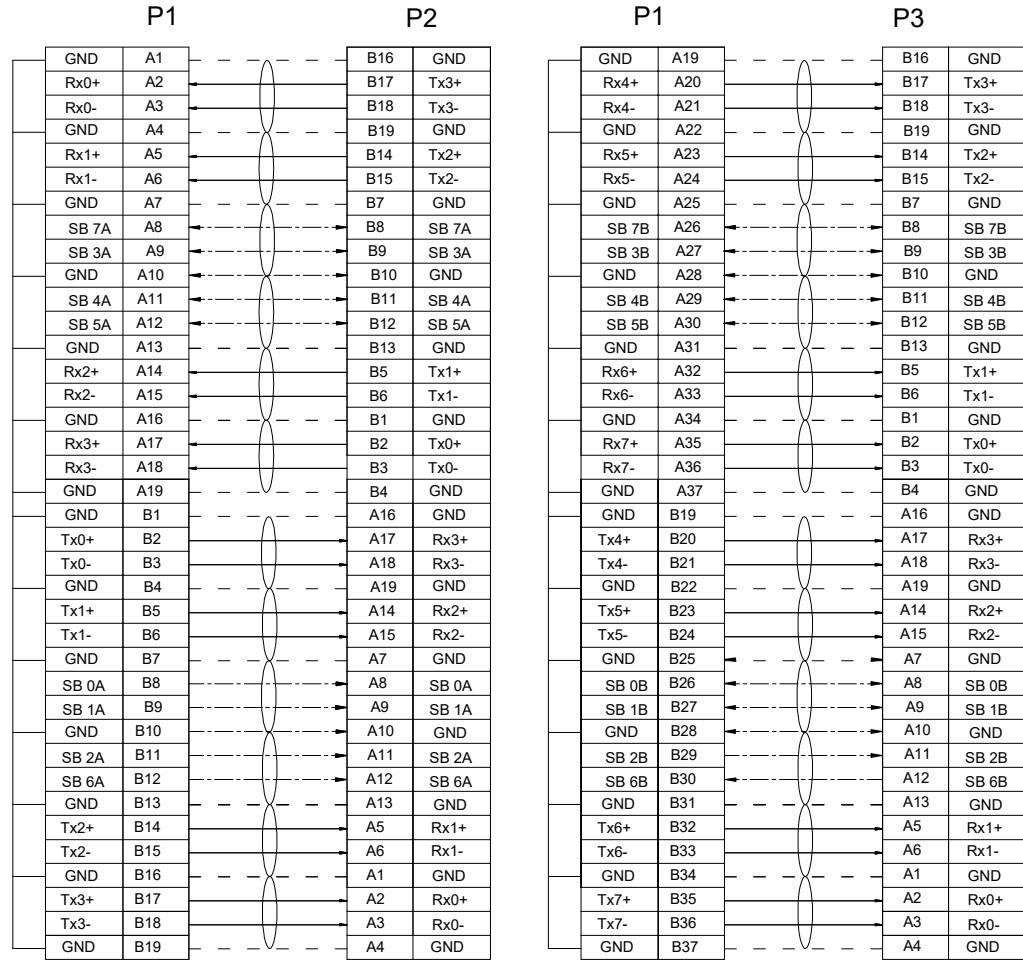 P1 P2 P1 P3
GND A1 B16 GND GND A19 B16 GND
Rx0+ A2 B17 Tx3+ Rx4+ A20 B17 Tx3+
Rx0- A3 B18 Tx3- Rx4- A21 B18 Tx3-
GND A4 B19 GND GND A22 B19 GND
Rx1+ A5 B14 Tx2+ Rx5+ A23 B14 Tx2+
Rx1- A6 B15 Tx2- Rx5- A24 B15 Tx2-
GND A7 B7 GND GND A25 B7 GND
SB 7A A8 B8 SB 7A SB 7B A26 B8 SB 7B
SB 3A A9 B9 SB 3A SB 3B A27 B9 SB 3B
GND A10 B10 GND GND A28 B10 GND
SB 4A A11 B11 SB 4A SB 4B A29 B11 SB 4B
SB 5A A12 B12 SB 5A SB 5B A30 B12 SB 5B
GND A13 B13 GND GND A31 B13 GND
Rx2+ A14 B5 Tx1+ Rx6+ A32 B5 Tx1+
Rx2- A15 B6 Tx1- Rx6- A33 B6 Tx1-
GND A16 B1 GND GND A34 B1 GND
Rx3+ A17 B2 Tx0+ Rx7+ A35 B2 Tx0+
Rx3- A18 B3 Tx0- Rx7- A36 B3 Tx0-
GND A19 B4 GND GND A37 B4 GND
GND B1 A16 GND GND B19 A16 GND
Tx0+ B2 A17 Rx3+ Tx4+ B20 A17 Rx3+
Tx0- B3 A18 Rx3- Tx4- B21 A18 Rx3-
GND B4 A19 GND GND B22 A19 GND
Tx1+ B5 A14 Rx2+ Tx5+ B23 A14 Rx2+
Tx1- B6 A15 Rx2- Tx5- B24 A15 Rx2-
GND B7 A7 GND GND B25 A7 GND
SB 0A B8 A8 SB 0A SB 0B B26 A8 SB 0B
SB 1A B9 A9 SB 1A SB 1B B27 A9 SB 1B
GND B10 A10 GND GND B28 A10 GND
SB 2A B11 A11 SB 2A SB 2B B29 A11 SB 2B
SB 6A B12 A12 SB 6A SB 6B B30 A12 SB 6B
GND B13 A13 GND GND B31 A13 GND
Tx2+ B14 A5 Rx1+ Tx6+ B32 A5 Rx1+
Tx2- B15 A6 Rx1- Tx6- B33 A6 Rx1-
GND B16 A1 GND GND B34 A1 GND
Tx3+ B17 A2 Rx0+ Tx7+ B35 A2 Rx0+
Tx3- B18 A3 Rx0- Tx7- B36 A3 Rx0-
GND B19 A4 GND GND B37 A4 GND